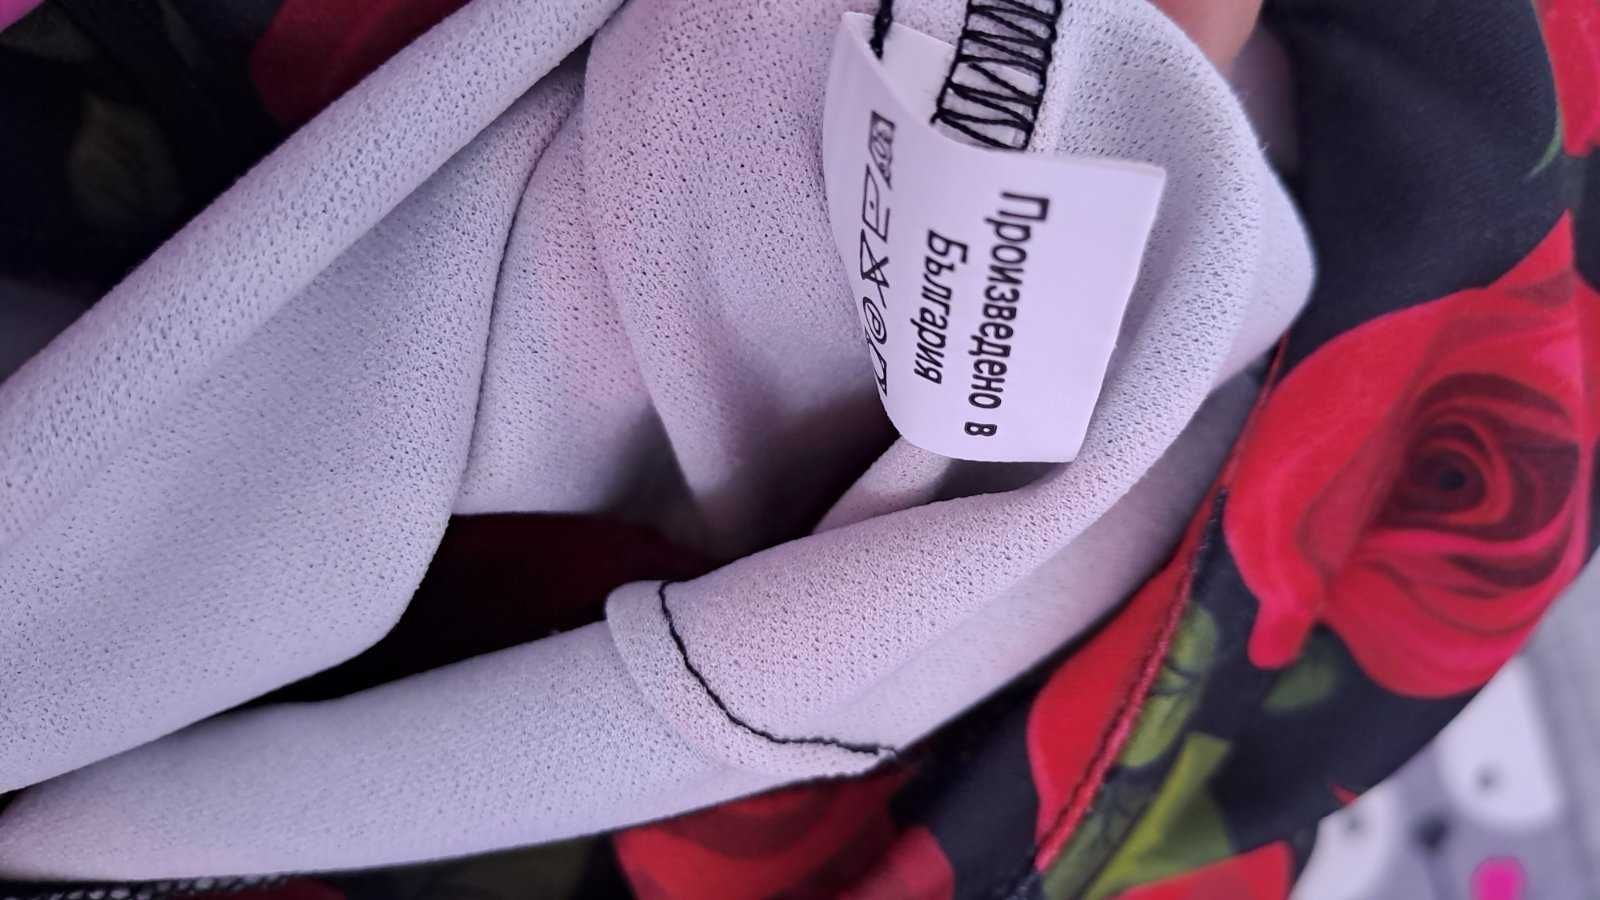 Произведено в
България